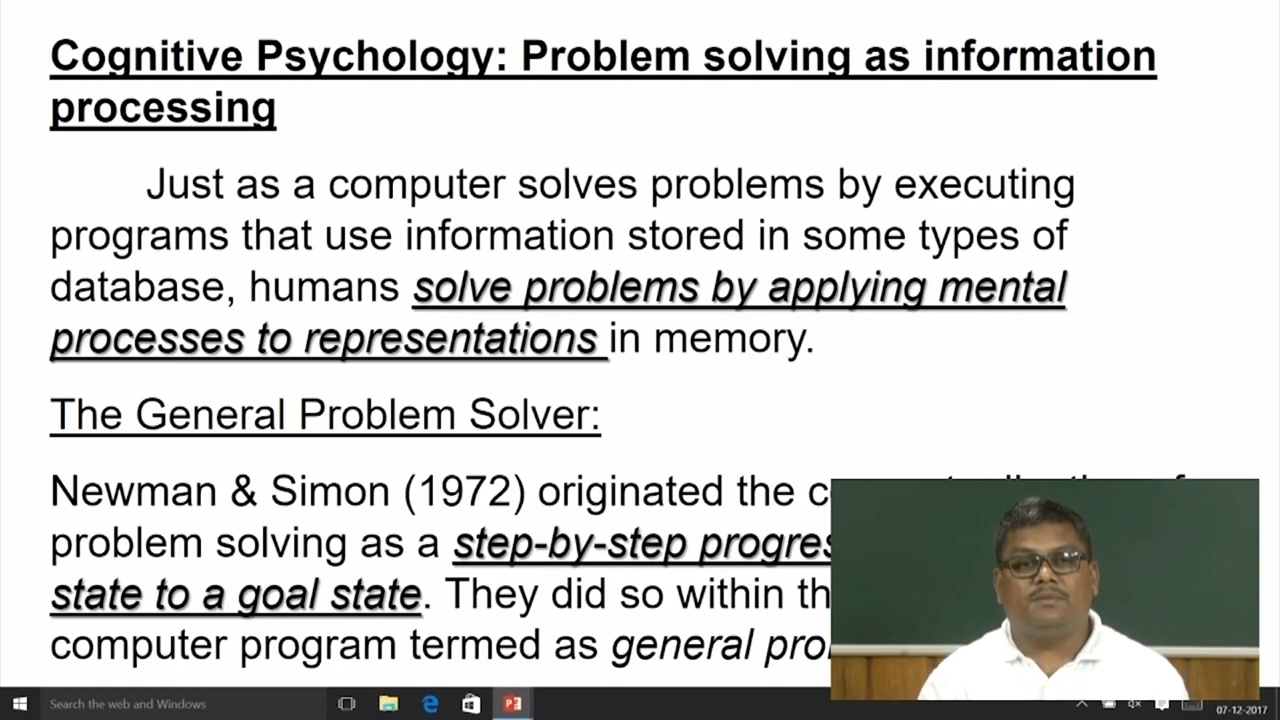 Cognitive Psychology: Problem solving as information
processing
Just as a computer solves problems by executing
programs that use information stored in some types of
database, humans solve problems by applying mental
processes to representations in memory.
The General Problem Solver:
Newman & Simon (1972) originated the
problem solving as a step-by-step
state to a goal state. They did so within
computer program termed as general
Search the web and Windows
07-12-2017